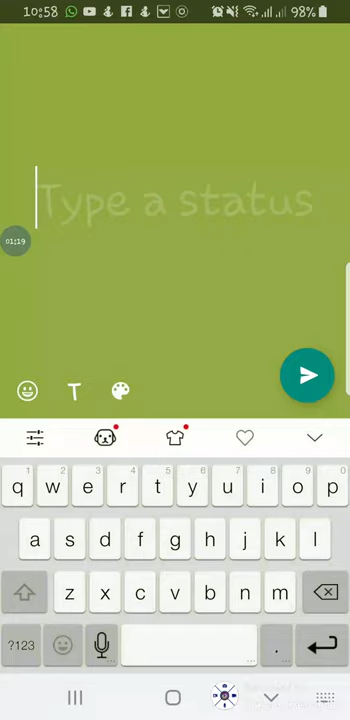 10:58 98%
Type a status
01:19
1 2 3 4 5 6 7 8 9 0
q w e r t y u i o p
a s d f g h j k l
z x c v b n m
?123 .